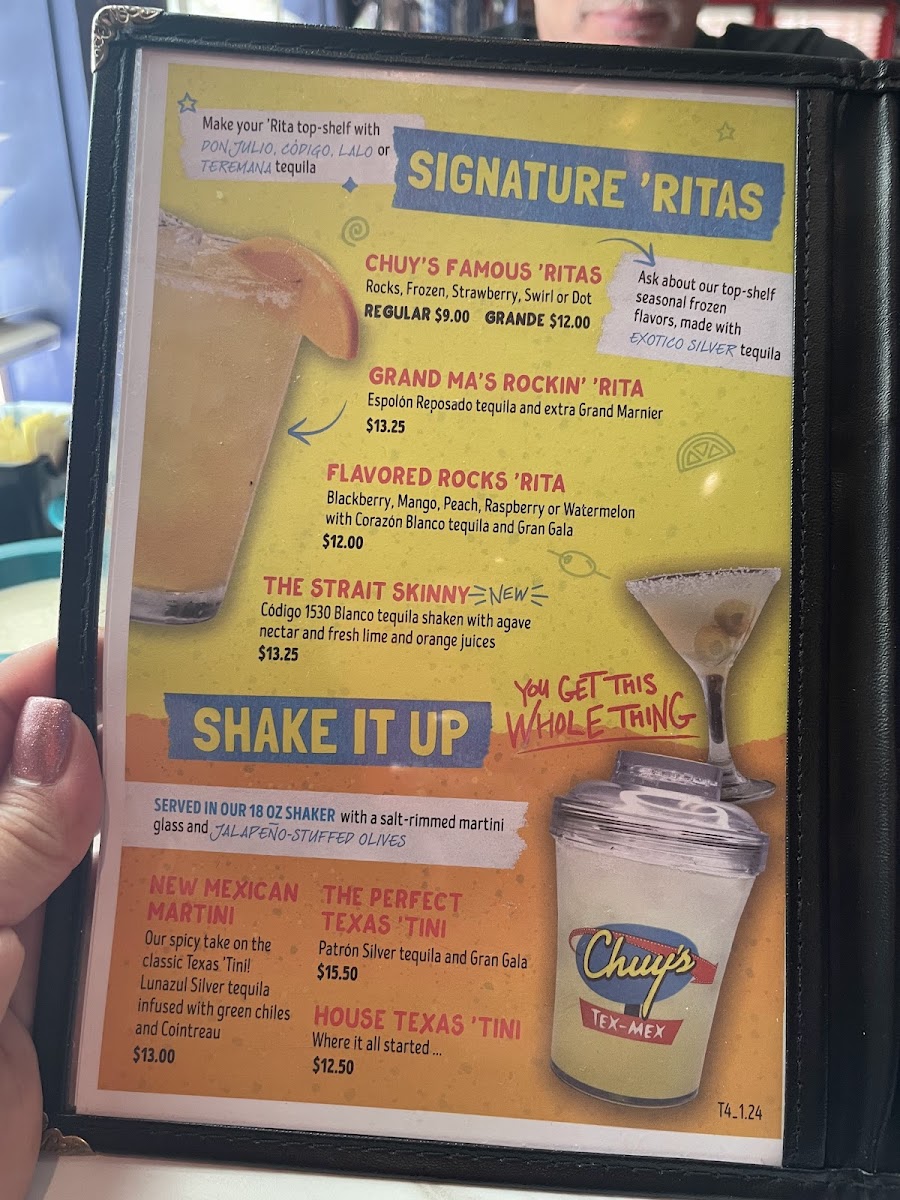 Make your 'Rita top-shelf with
DON JULIO, CÓDIGO, LALO or
TEREMANA tequila
SIGNATURE 'RITAS
CHUY'S FAMOUS 'RITAS
Rocks, Frozen, Strawberry, Swirl or Dot
REGULAR $9.00 GRANDE $12.00
Ask about our top-shelf
seasonal frozen
flavors, made with
EXOTICO SILVER tequila
GRAND MA'S ROCKIN' 'RITA
Espolón Reposado tequila and extra Grand Marnier
$13.25
FLAVORED ROCKS 'RITA
Blackberry, Mango, Peach, Raspberry or Watermelon
with Corazón Blanco tequila and Gran Gala
$12.00
THE STRAIT SKINNY NEW
Código 1530 Blanco tequila shaken with agave
nectar and fresh lime and orange juices
$13.25
YOU GET THIS
WHOLE THING
SHAKE IT UP
SERVED IN OUR 18 OZ SHAKER with a salt-rimmed martini
glass and JALAPEÑO-STUFFED OLIVES
NEW MEXICAN
MARTINI
Our spicy take on the
classic Texas 'Tini!
Lunazul Silver tequila
infused with green chiles
and Cointreau
$13.00
THE PERFECT
TEXAS 'TINI
Patrón Silver tequila and Gran Gala
$15.50
HOUSE TEXAS 'TINI
Where it all started ...
$12.50
Chuy's
TEX-MEX
T4_1.24